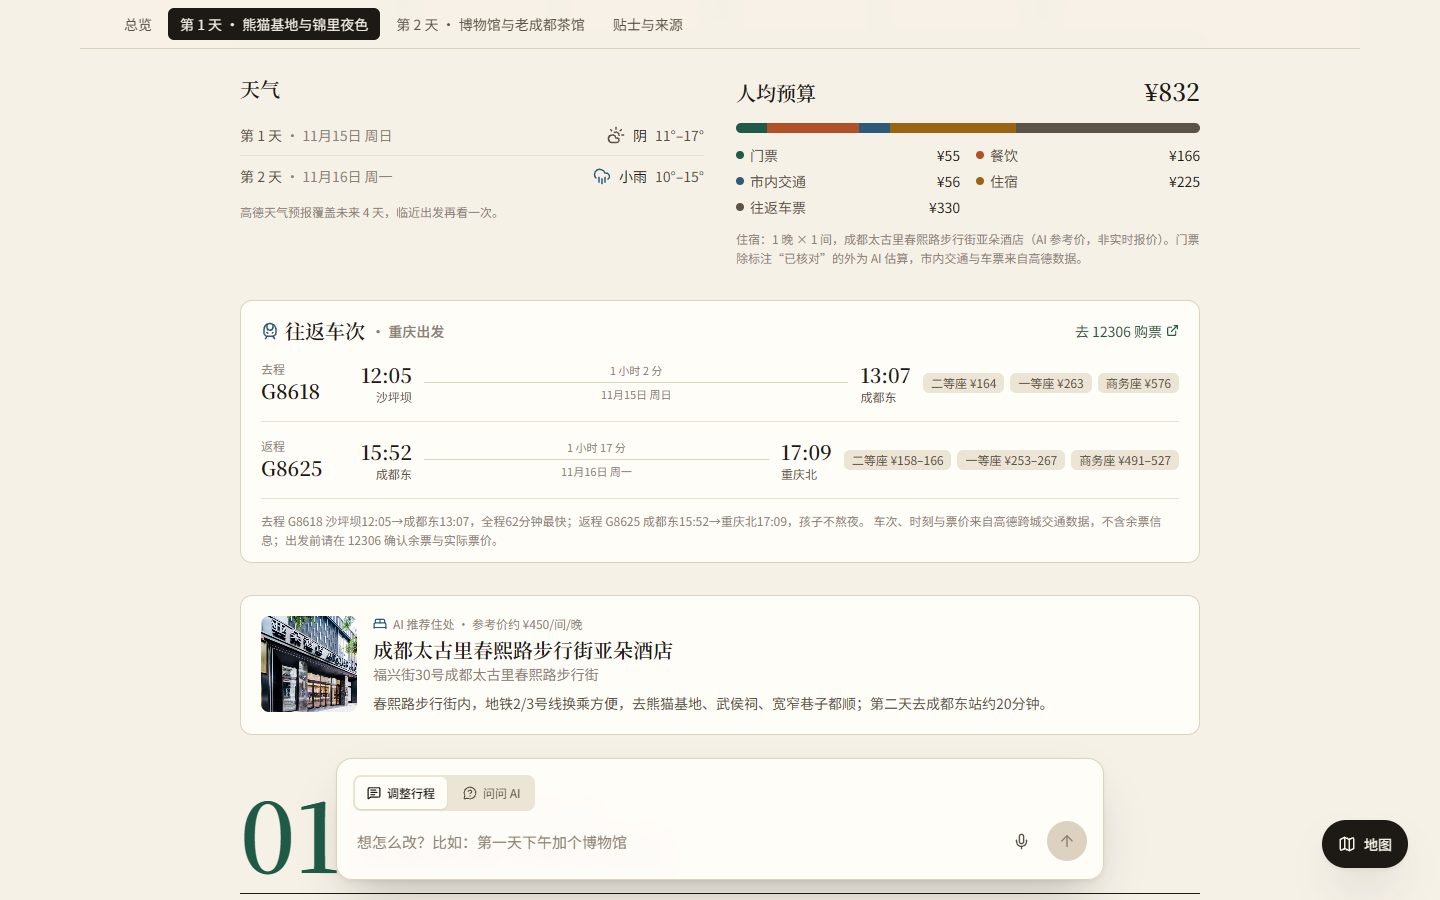 总览
第 1 天 · 熊猫基地与锦里夜色
第 2 天 · 博物馆与老成都茶馆
贴士与来源
天气
第 1 天 · 11月15日 周日
阴 11°–17°
第 2 天 · 11月16日 周一
小雨 10°–15°
高德天气预报覆盖未来 4 天，临近出发再看一次。
人均预算
¥832
门票 ¥55
餐饮 ¥166
市内交通 ¥56
住宿 ¥225
往返车票 ¥330
住宿：1 晚 × 1 间，成都太古里春熙路步行街亚朵酒店（AI 参考价，非实时报价）。门票
除标注“已核对”的外为 AI 估算，市内交通与车票来自高德数据。
往返车次 · 重庆出发
去 12306 购票
去程
G8618
12:05
沙坪坝
1 小时 2 分
11月15日 周日
13:07
成都东
二等座 ¥164
一等座 ¥263
商务座 ¥576
返程
G8625
15:52
成都东
1 小时 17 分
11月16日 周一
17:09
重庆北
二等座 ¥158–166
一等座 ¥253–267
商务座 ¥491–527
去程 G8618 沙坪坝12:05→成都东13:07，全程62分钟最快；返程 G8625 成都东15:52→重庆北17:09，孩子不熬夜。 车次、时刻与票价来自高德跨城交通数据，不含余票信
息；出发前请在 12306 确认余票与实际票价。
AI 推荐住处 · 参考价约 ¥450/间/晚
成都太古里春熙路步行街亚朵酒店
福兴街30号成都太古里春熙路步行街
春熙路步行街内，地铁2/3号线换乘方便，去熊猫基地、武侯祠、宽窄巷子都顺；第二天去成都东站约20分钟。
01
调整行程
问问 AI
想怎么改？比如：第一天下午加个博物馆
地图